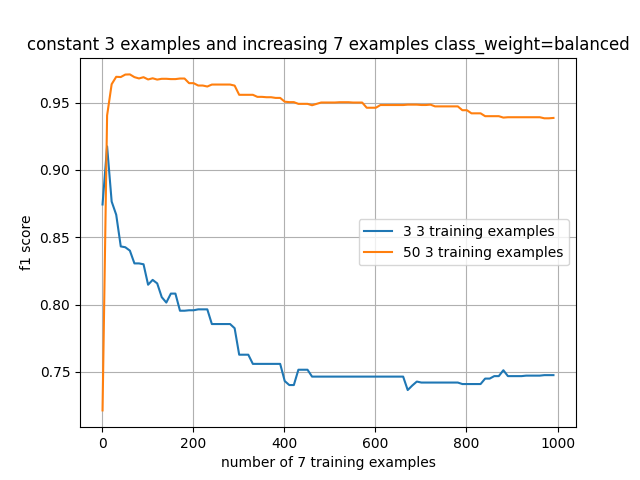 constant 3 examples and increasing 7 examples class_weight=balanced
f1 score
0.95
0.90
0.85
0.80
0.75
3 3 training examples
50 3 training examples
0 200 400 600 800 1000
number of 7 training examples